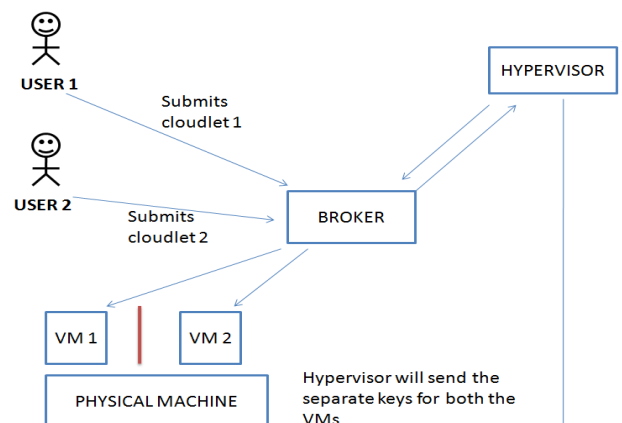 USER 1
Submits
cloudlet 1
HYPERVISOR
USER 2
Submits
cloudlet 2
BROKER
VM 1
VM 2
PHYSICAL MACHINE
Hypervisor will send the
separate keys for both the
VMs